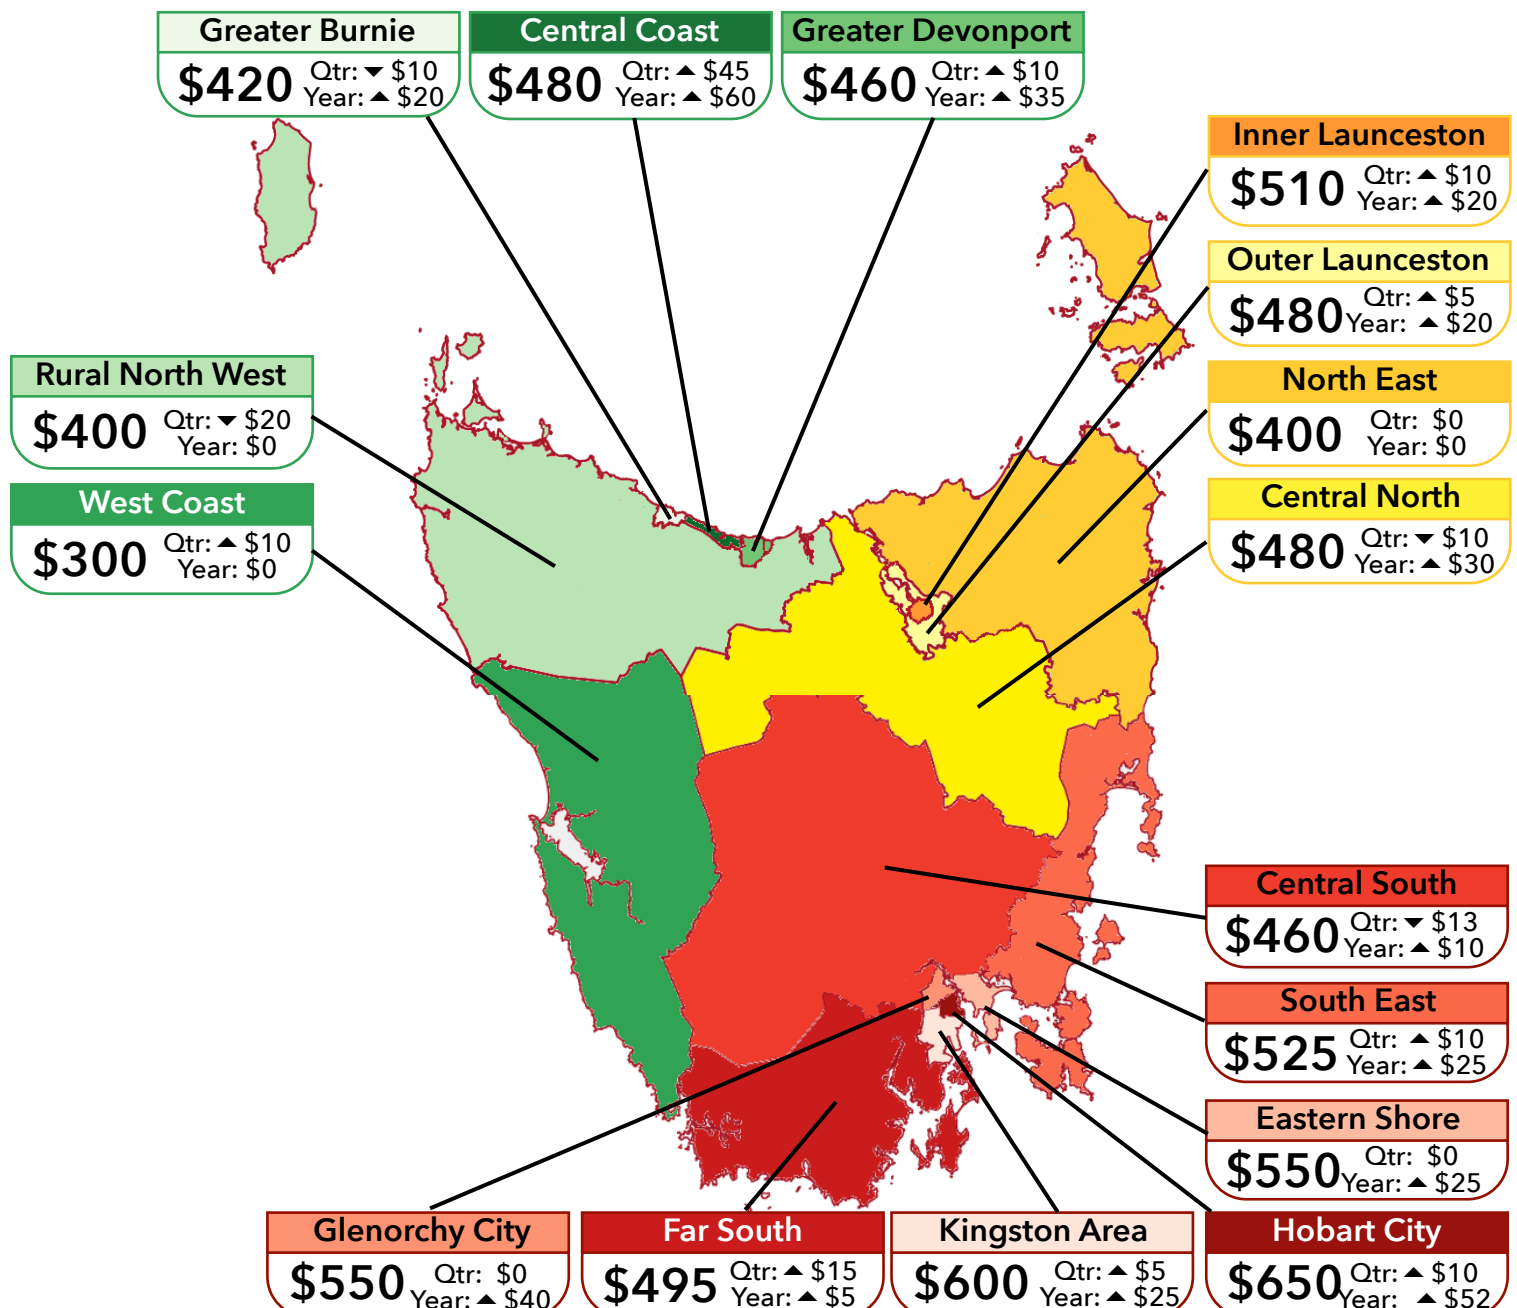 Greater Burnie
$420 Qtr: ▼ $10
Year: ▲ $20
Central Coast
$480 Qtr: ▲ $45
Year: ▲ $60
Greater Devonport
$460 Qtr: ▲ $10
Year: ▲ $35
Inner Launceston
$510 Qtr: ▲ $10
Year: ▲ $20
Outer Launceston
$480 Qtr: ▲ $5
Year: ▲ $20
Rural North West
$400 Qtr: ▼ $20
Year: $0
North East
$400 Qtr: $0
Year: $0
West Coast
$300 Qtr: ▲ $10
Year: $0
Central North
$480 Qtr: ▼ $10
Year: ▲ $30
Central South
$460 Qtr: ▼ $13
Year: ▲ $10
South East
$525 Qtr: ▲ $10
Year: ▲ $25
Eastern Shore
$550 Qtr: $0
Year: ▲ $25
Glenorchy City
$550 Qtr: $0
Year: ▲ $40
Far South
$495 Qtr: ▲ $15
Year: ▲ $5
Kingston Area
$600 Qtr: ▲ $5
Year: ▲ $25
Hobart City
$650 Qtr: ▲ $10
Year: ▲ $52